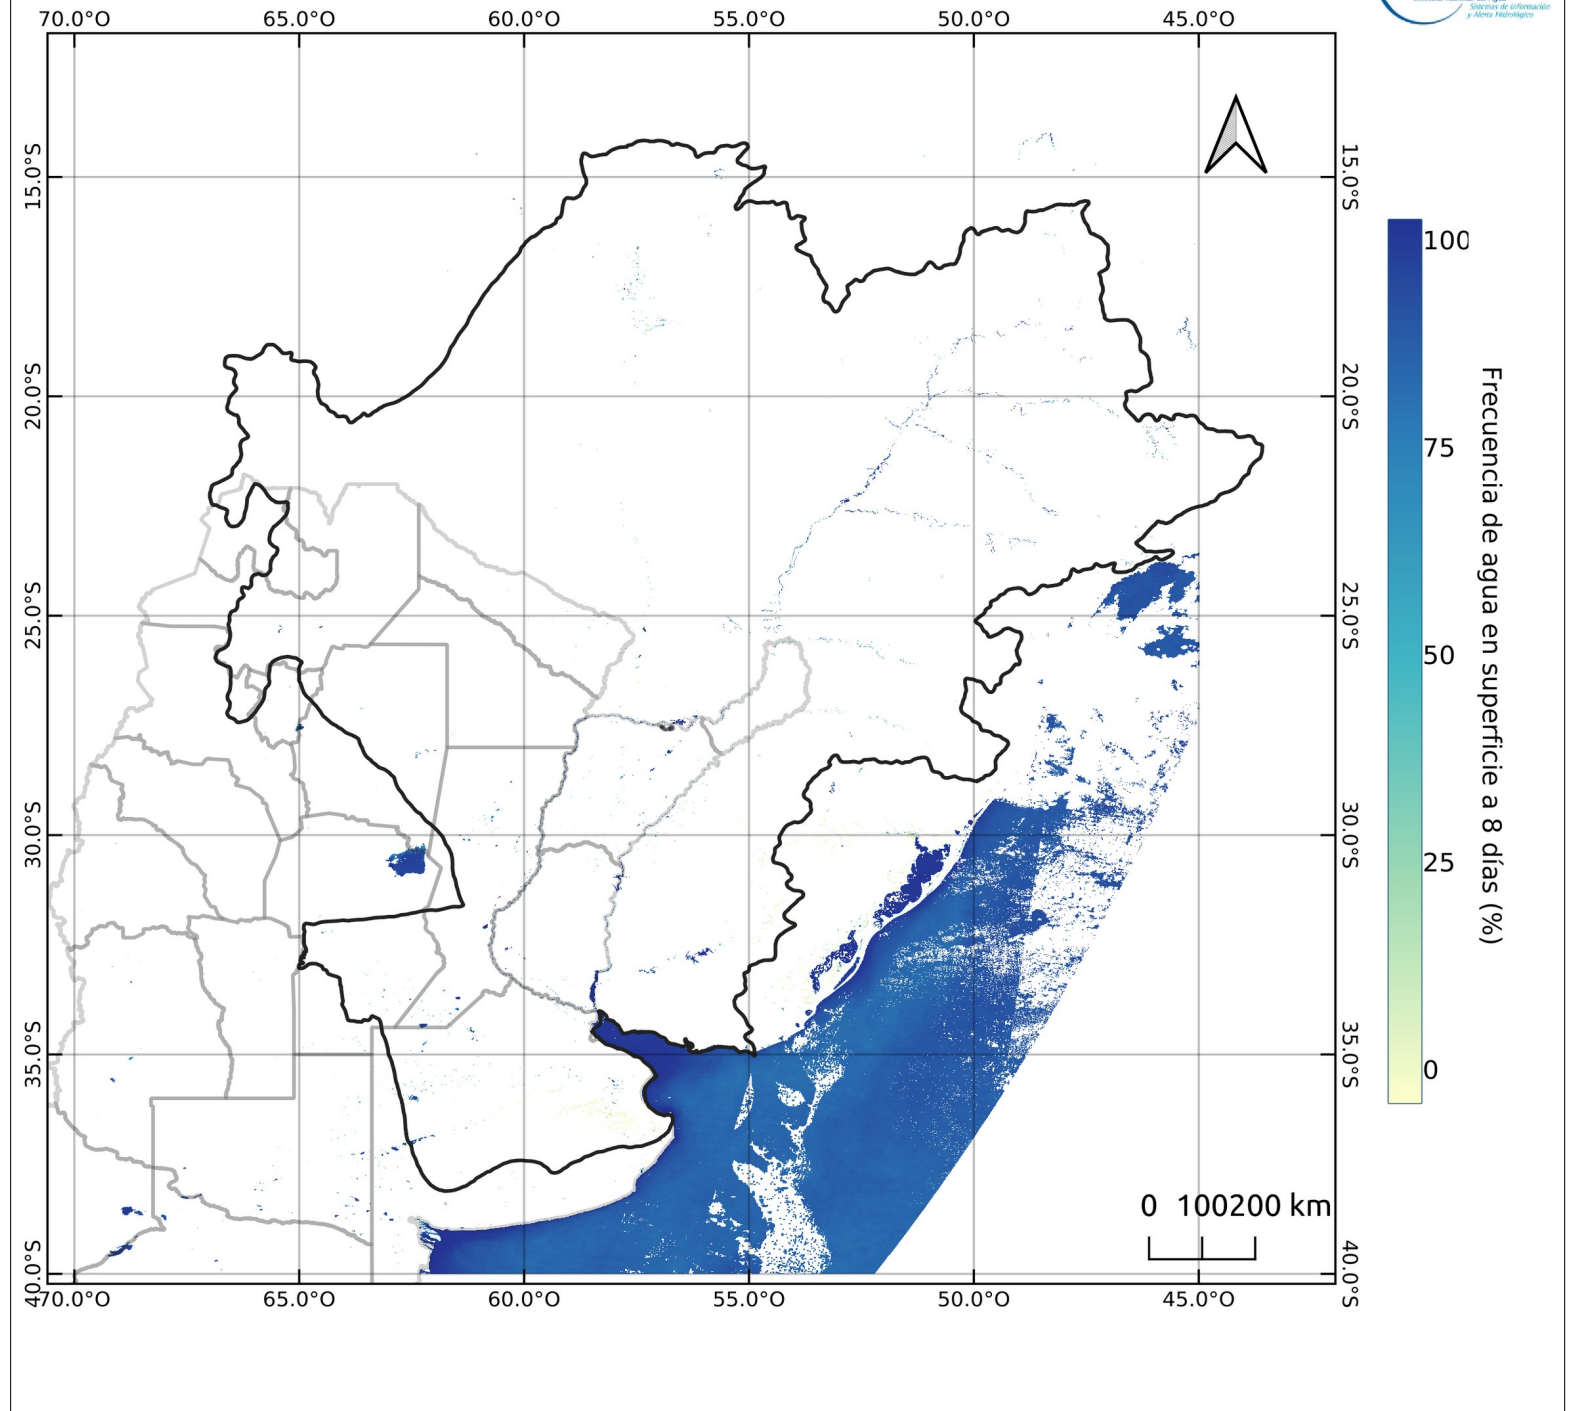 Sistemas de información
y Alerta Hidrológico
70.0°O 65.0°O 60.0°O 55.0°O 50.0°O 45.0°O
15.0°S
20.0°S
25.0°S
30.0°S
35.0°S
40.0°S
15.0°S
20.0°S
25.0°S
30.0°S
35.0°S
40.0°S
100
75
50
25
0
Frecuencia de agua en superficie a 8 días (%)
0 100200 km
70.0°O 65.0°O 60.0°O 55.0°O 50.0°O 45.0°O